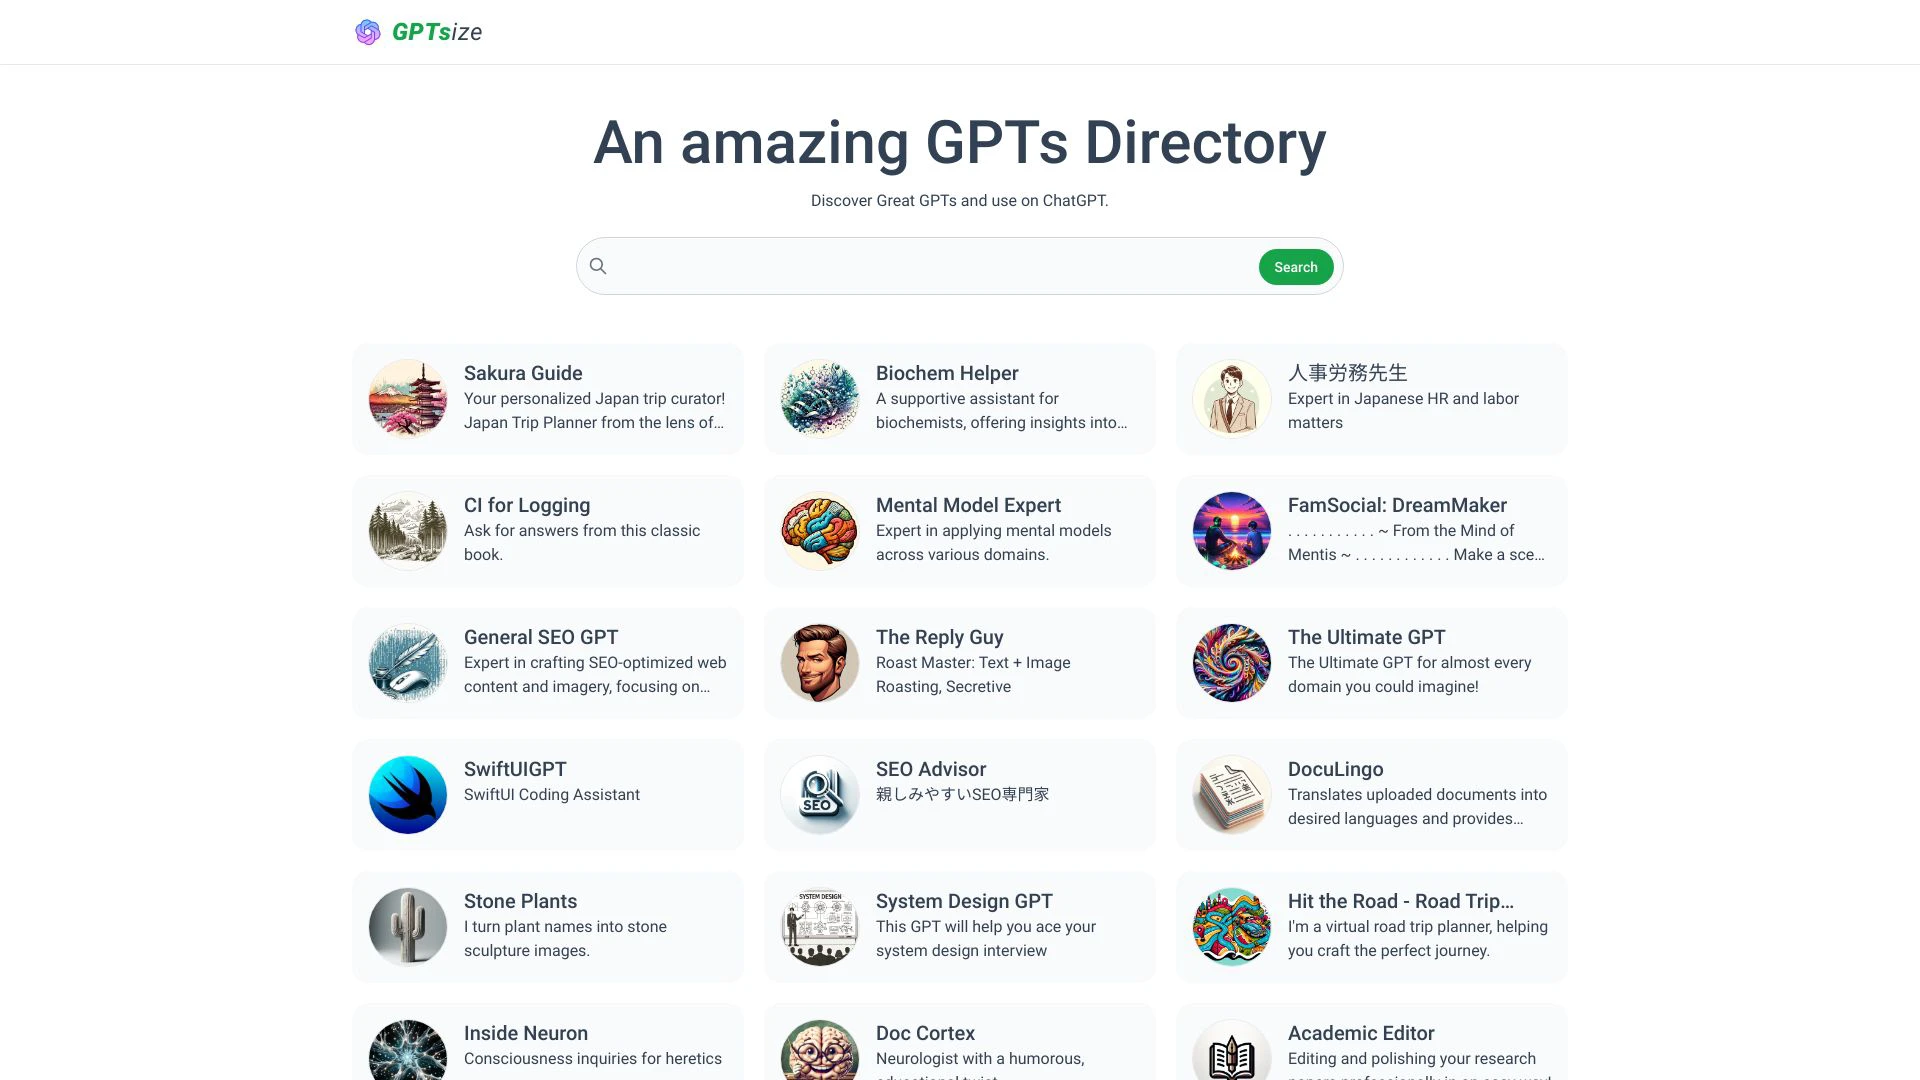 GPTsize
An amazing GPTs Directory
Discover Great GPTs and use on ChatGPT.
Search
Sakura Guide
Your personalized Japan trip curator!
Japan Trip Planner from the lens of…
Biochem Helper
A supportive assistant for
biochemists, offering insights into…
人事労務先生
Expert in Japanese HR and labor
matters
CI for Logging
Ask for answers from this classic
book.
Mental Model Expert
Expert in applying mental models
across various domains.
FamSocial: DreamMaker
. . . . . . . . . . . ~ From the Mind of
Mentis ~ . . . . . . . . . . . . Make a sce…
General SEO GPT
Expert in crafting SEO-optimized web
content and imagery, focusing on…
The Reply Guy
Roast Master: Text + Image
Roasting, Secretive
The Ultimate GPT
The Ultimate GPT for almost every
domain you could imagine!
SwiftUIGPT
SwiftUI Coding Assistant
SEO
SEO Advisor
親しみやすいSEO専門家
DocuLingo
Translates uploaded documents into
desired languages and provides…
Stone Plants
I turn plant names into stone
sculpture images.
SYSTEM DESIGN
System Design GPT
This GPT will help you ace your
system design interview
Hit the Road - Road Trip…
I'm a virtual road trip planner, helping
you craft the perfect journey.
Inside Neuron
Consciousness inquiries for heretics
Doc Cortex
Neurologist with a humorous,
Academic Editor
Editing and polishing your research